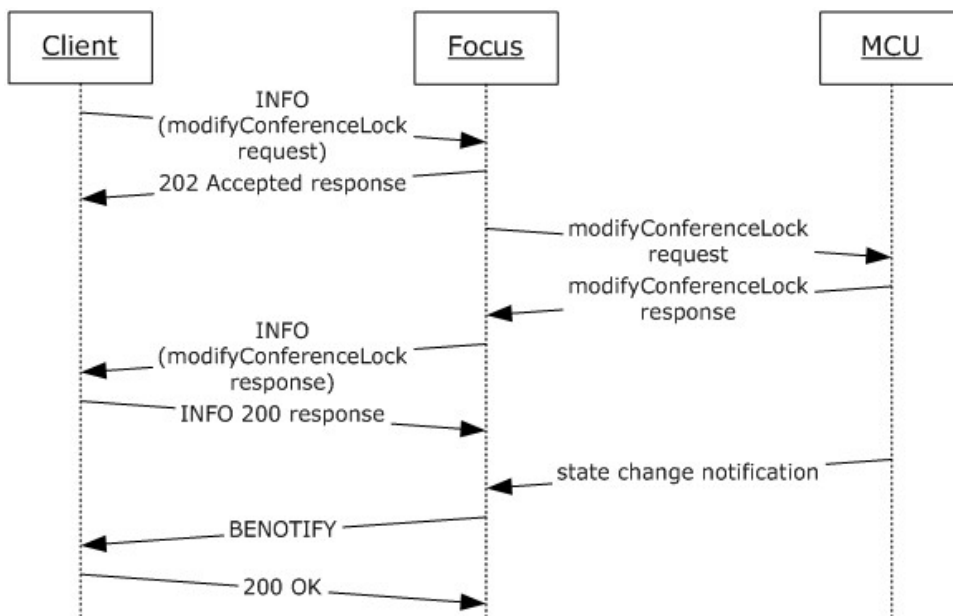 Client
Focus
MCU
INFO
(modifyConferenceLock
request)
202 Accepted response
modifyConferenceLock
request
modifyConferenceLock
response
INFO
(modifyConferenceLock
response)
INFO 200 response
state change notification
BENOTIFY
200 OK